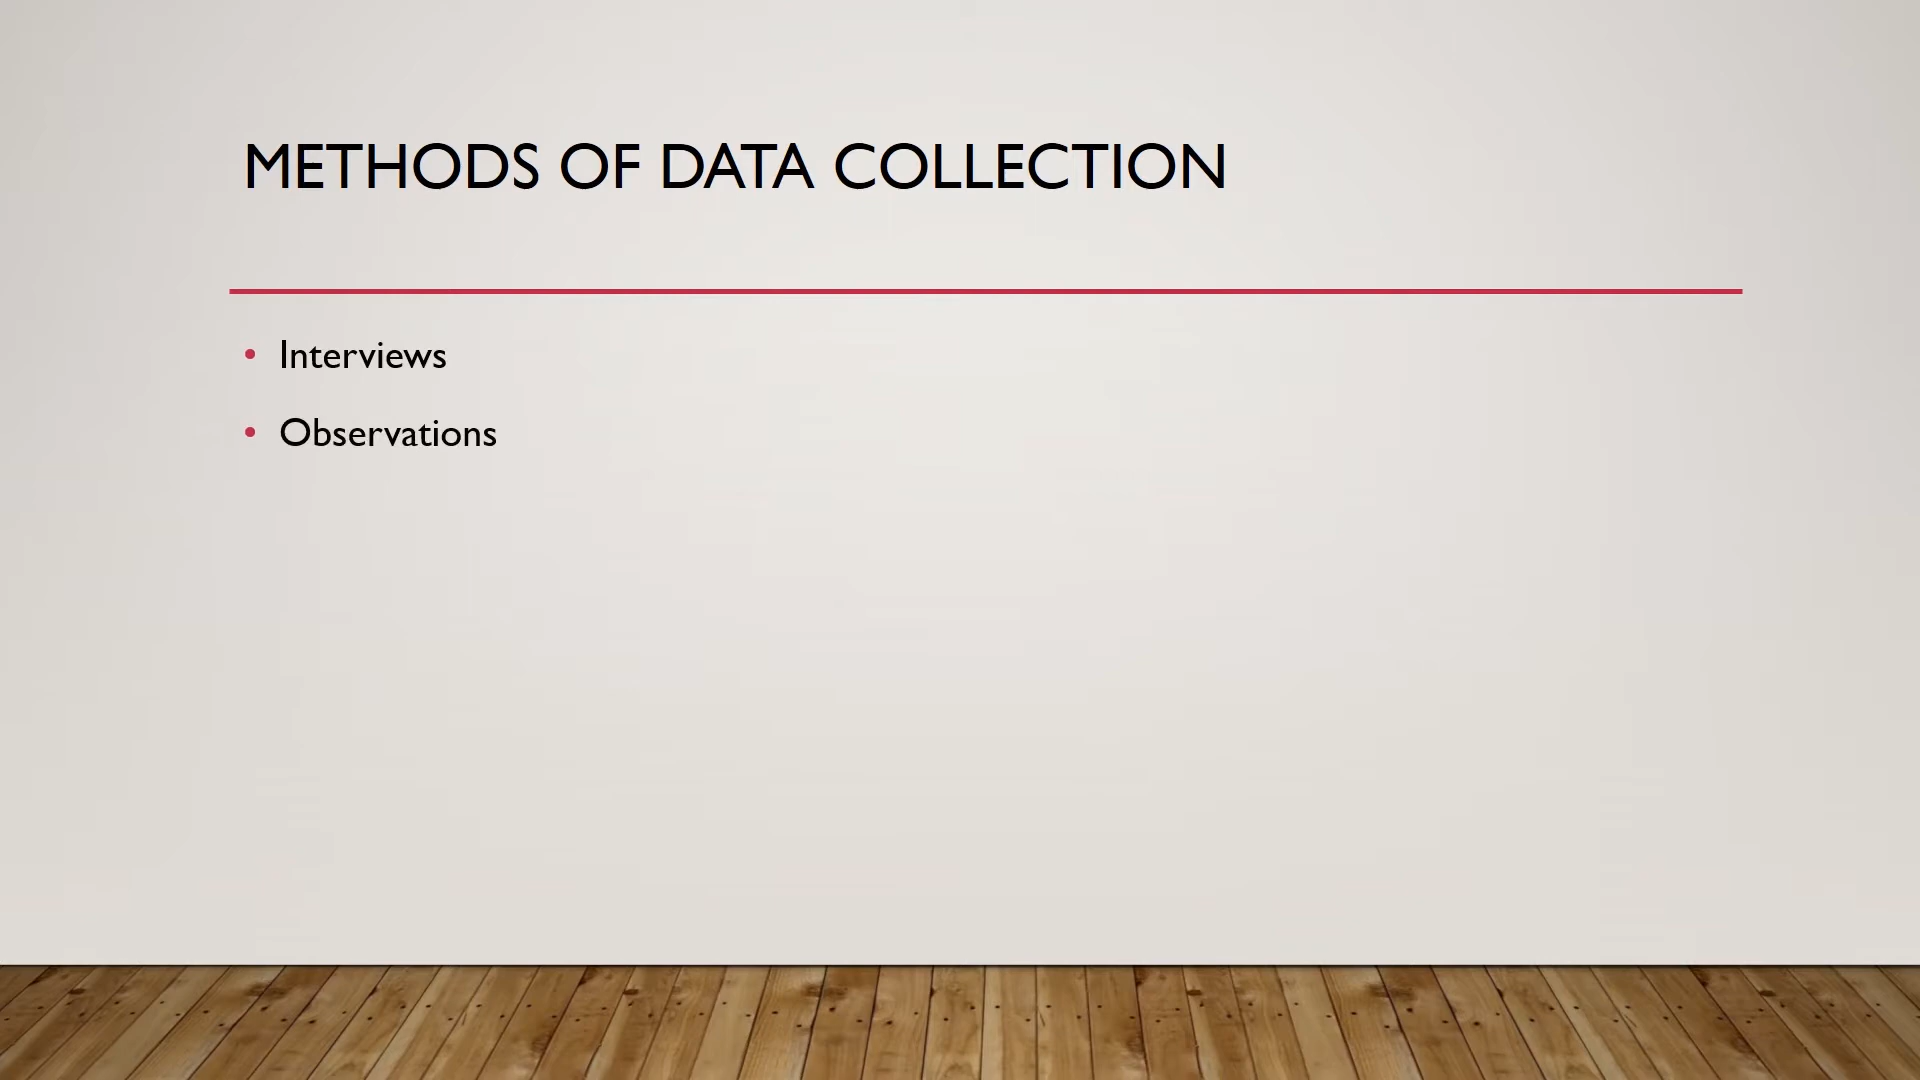 METHODS OF DATA COLLECTION
• Interviews
• Observations